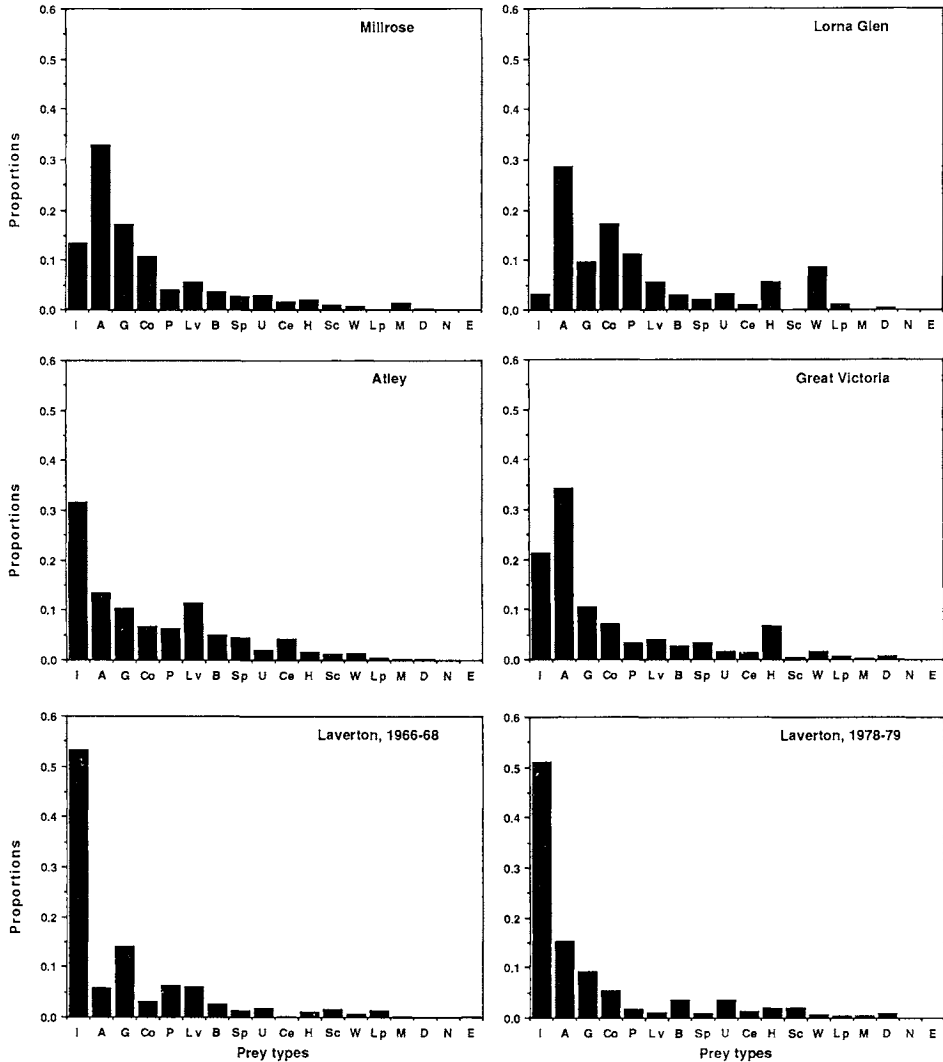 Millrose
Proportions
0.6
0.5
0.4
0.3
0.2
0.1
0.0
I A G Co P Lv B Sp U Ce H Sc W Lp M D N E
Lorna Glen
0.6
0.5
0.4
0.3
0.2
0.1
0.0
I A G Co P Lv B Sp U Ce H Sc W Lp M D N E
Atley
Proportions
0.6
0.5
0.4
0.3
0.2
0.1
0.0
I A G Co P Lv B Sp U Ce H Sc W Lp M D N E
Great Victoria
0.6
0.5
0.4
0.3
0.2
0.1
0.0
I A G Co P Lv B Sp U Ce H Sc W Lp M D N E
Laverton, 1966-68
Proportions
0.6
0.5
0.4
0.3
0.2
0.1
0.0
I A G Co P Lv B Sp U Ce H Sc W Lp M D N E
Prey types
Laverton, 1978-79
0.6
0.5
0.4
0.3
0.2
0.1
0.0
I A G Co P Lv B Sp U Ce H Sc W Lp M D N E
Prey types